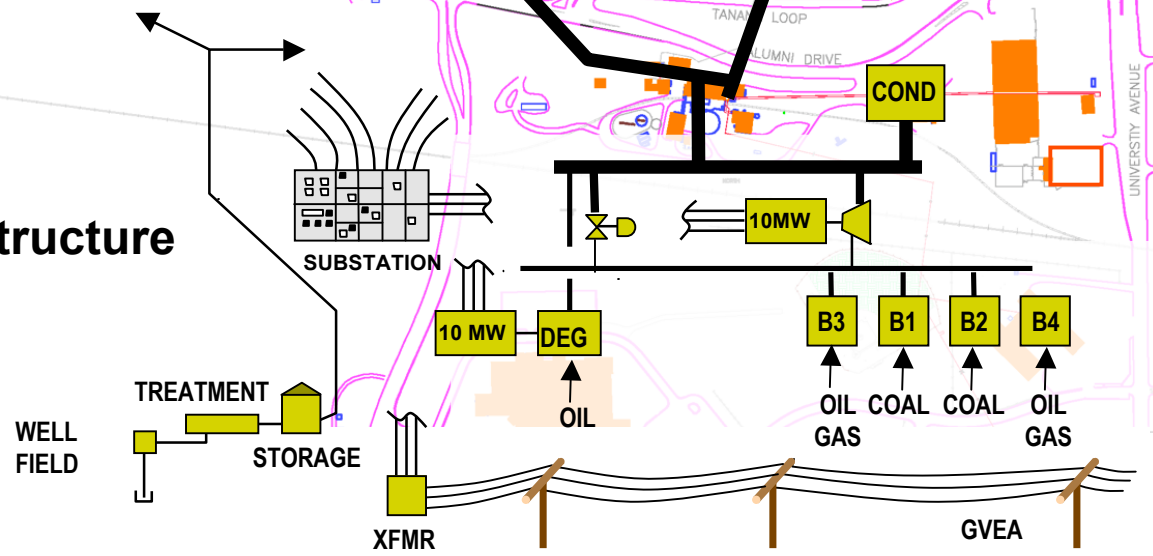 TANANA LOOP
ALUMNI DRIVE
COND
UNIVERSTIY AVENUE
tructure
SUBSTATION
10MW
10 MW
DEG
B3
B1
B2
B4
OIL
OIL
GAS
COAL
COAL
OIL
GAS
TREATMENT
WELL
FIELD
STORAGE
XFMR
GVEA